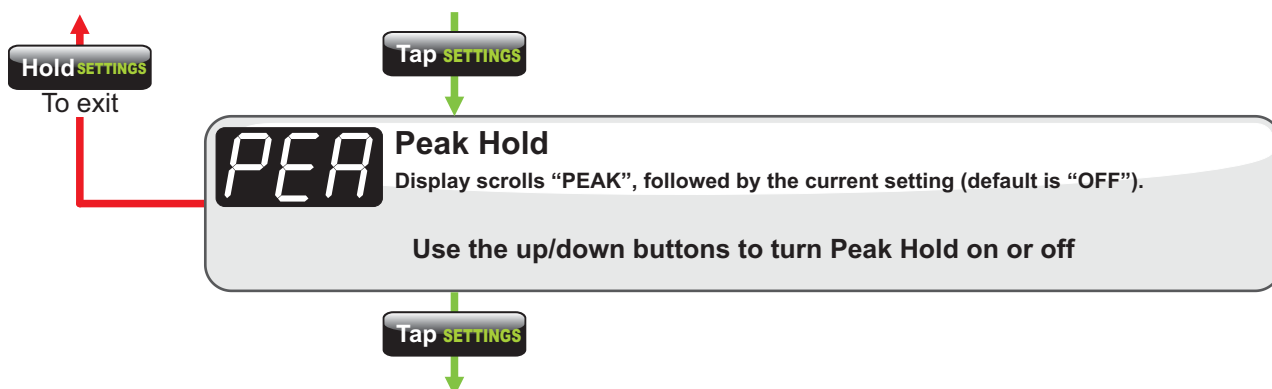 Tap SETTINGS
Hold SETTINGS
To exit
PEA
Peak Hold
Display scrolls “PEAK”, followed by the current setting (default is “OFF”).
Use the up/down buttons to turn Peak Hold on or off
Tap SETTINGS